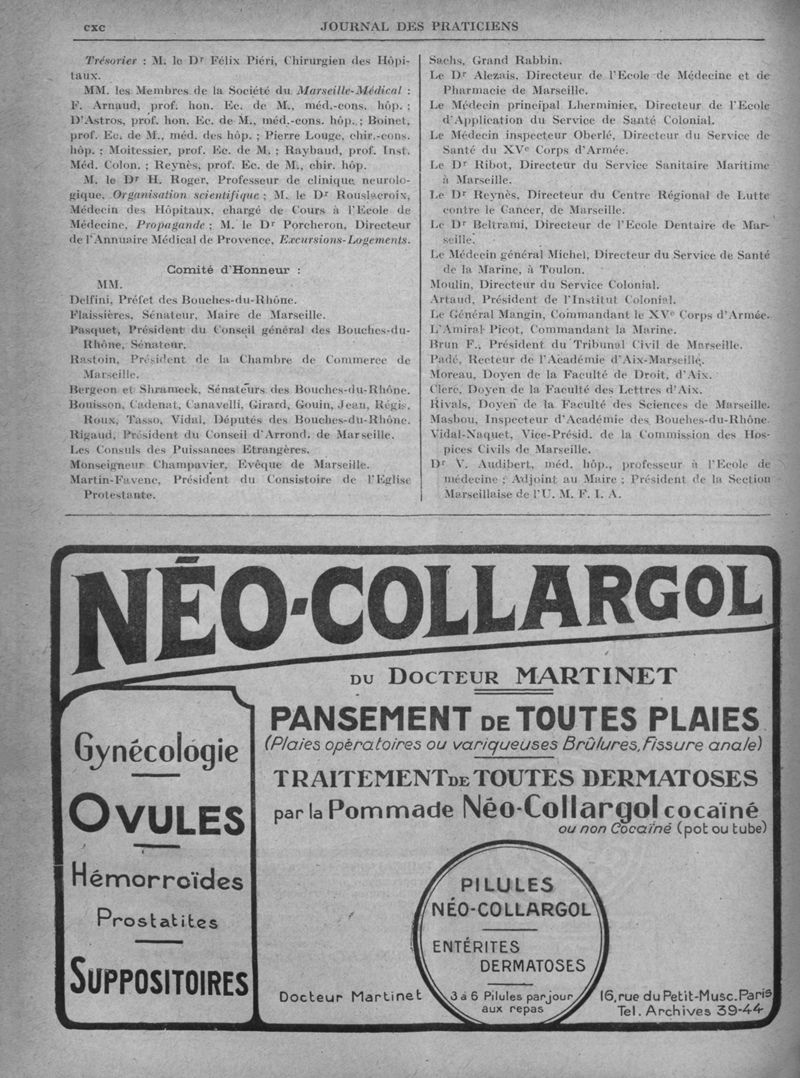 cxc
JOURNAL DES PRATICIENS
Trésorier : M. le Dr Félix Piéri, Chirurgien des Hôpi-
taux.
MM. les Membres de la Société du Marseille-Médical :
F. Arnaud, prof. hon. Ec. de M., méd.-cons. hôp. ;
D'Astros, prof. hon. Ec. de M., méd.-cons. hôp. ; Boinet,
prof. Ec. de M., méd. des hôp. ; Pierre Louge, chir.-cons.
hôp. ; Moitessier, prof. Ec. de M. ; Raybaud, prof. Inst.
Méd. Colon. ; Reynès, prof. Ec. de M., chir. hôp.
M. le Dr H. Roger, Professeur de clinique neurolo-
gique, Organisation scientifique ; M. le Dr Rouslacroix,
Médecin des Hôpitaux, chargé de Cours à l'Ecole de
Médecine, Propagande ; M. le Dr Porcheron, Directeur
de l'Annuaire Médical de Provence, Excursions-Logements.
Comité d'Honneur :
MM.
Delfini, Préfet des Bouches-du-Rhône.
Flaissières, Sénateur, Maire de Marseille.
Pasquet, Président du Conseil général des Bouches-du-
Rhône, Sénateur.
Rastoin, Président de la Chambre de Commerce de
Marseille.
Bergeon et Shrameck, Sénateurs des Bouches-du-Rhône.
Bouisson, Cadenat, Canavelli, Girard, Gouin, Jean, Régis,
Roux, Tasso, Vidal, Députés des Bouches-du-Rhône.
Rigaud, Président du Conseil d'Arrond. de Marseille.
Les Consuls des Puissances Etrangères.
Monseigneur Champavier, Evêque de Marseille.
Martin-Favenc, Président du Consistoire de l'Eglise
Protestante.
Sachs, Grand Rabbin.
Le Dr Alezais, Directeur de l'Ecole de Médecine et de
Pharmacie de Marseille.
Le Médecin principal Lherminier, Directeur de l'Ecole
d'Application du Service de Santé Colonial.
Le Médecin inspecteur Oberlé, Directeur du Service de
Santé du XVe Corps d'Armée.
Le Dr Ribot, Directeur du Service Sanitaire Maritime
à Marseille.
Le Dr Reynès, Directeur du Centre Régional de Lutte
contre le Cancer, de Marseille.
Le Dr Beltrami, Directeur de l'Ecole Dentaire de Mar-
seille.
Le Médecin général Michel, Directeur du Service de Santé
de la Marine, à Toulon.
Moulin, Directeur du Service Colonial.
Artaud, Président de l'Institut Colonial.
Le Général Mangin, Commandant le XVe Corps d'Armée.
L'Amiral Picot, Commandant la Marine.
Brun F., Président du Tribunal Civil de Marseille.
Padé, Recteur de l'Académie d'Aix-Marseille.
Moreau, Doyen de la Faculté de Droit, d'Aix.
Clerc, Doyen de la Faculté des Lettres d'Aix.
Rivals, Doyen de la Faculté des Sciences de Marseille.
Masbou, Inspecteur d'Académie des Bouches-du-Rhône.
Vidal-Naquet, Vice-Présid. de la Commission des Hos-
pices Civils de Marseille.
Dr V. Audibert, méd. hôp., professeur à l'Ecole de
médecine ; Adjoint au Maire ; Président de la Section
Marseillaise de l'U. M. F. I. A.
NÉO-COLLARGOL
DU DOCTEUR MARTINET
PANSEMENT DE TOUTES PLAIES
(Plaies opèratoires ou variqueuses Brûlures, Fissure anale)
TRAITEMENT DE TOUTES DERMATOSES
par la Pommade Néo-Collargol cocaïné
ou non Cocaïné (pot ou tube)
Gynécologie
OVULES
Hémorroïdes
Prostatites
SUPPOSITOIRES
PILULES
NÉO-COLLARGOL
ENTÉRITES
DERMATOSES
3 à 6 Pilules par jour
aux repas
Docteur Martinet
16, rue du Petit-Musc. Paris
Tel. Archives 39-44